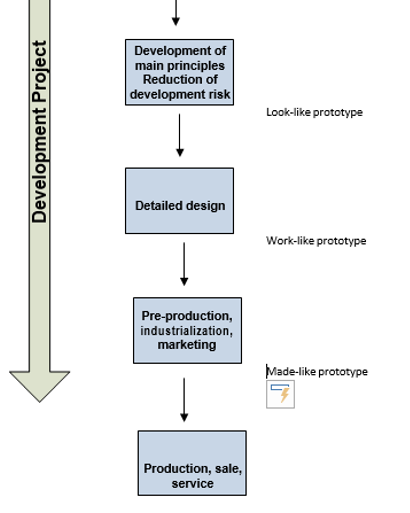 Development Project
Development of
main principles
Reduction of
development risk
Look-like prototype
Detailed design
Work-like prototype
Pre-production,
industrialization,
marketing
Made-like prototype
Production, sale,
service